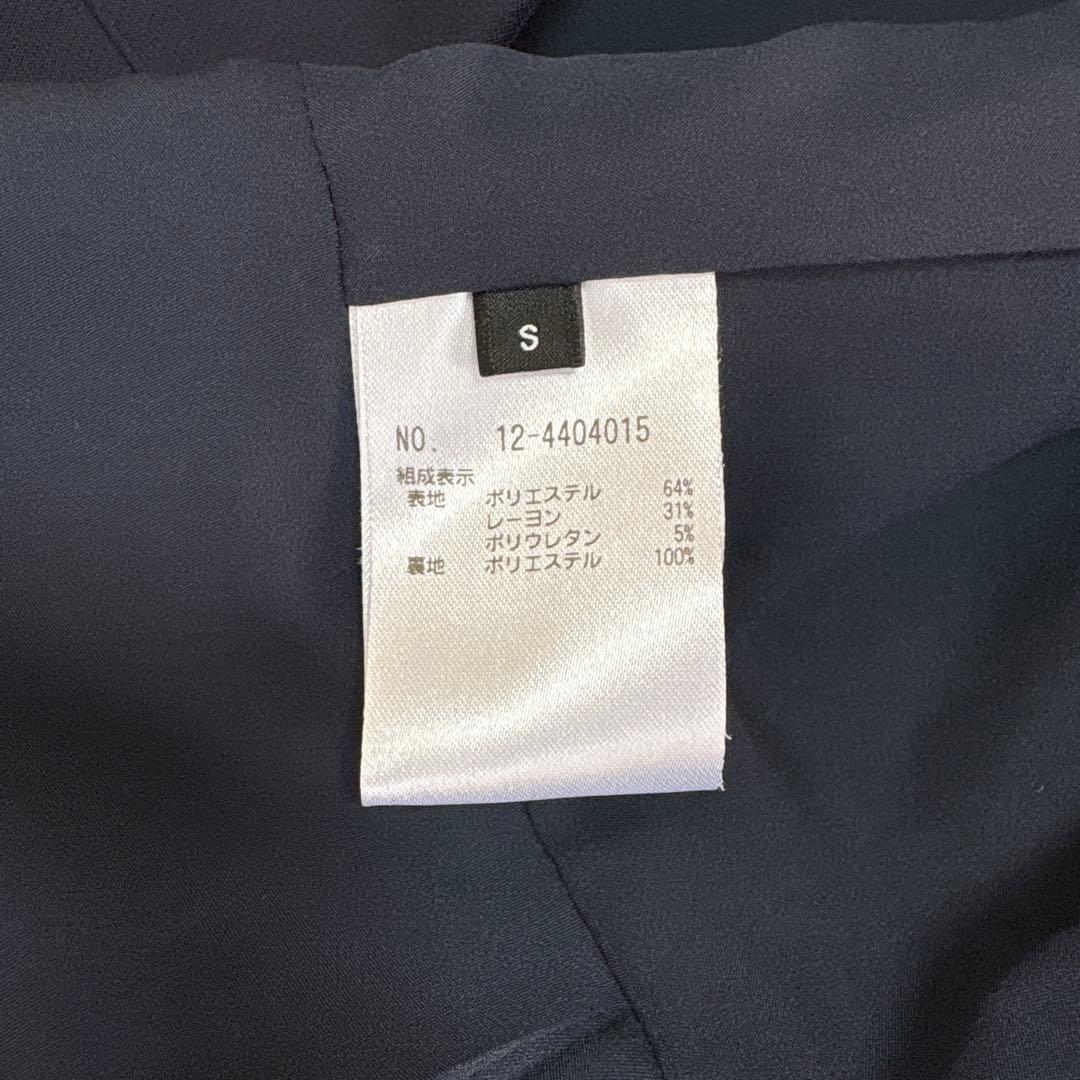 S
NO. 12-4404015
組成表示
表地 ポリエステル 64%
レーヨン 31%
ポリウレタン 5%
裏地 ポリエステル 100%